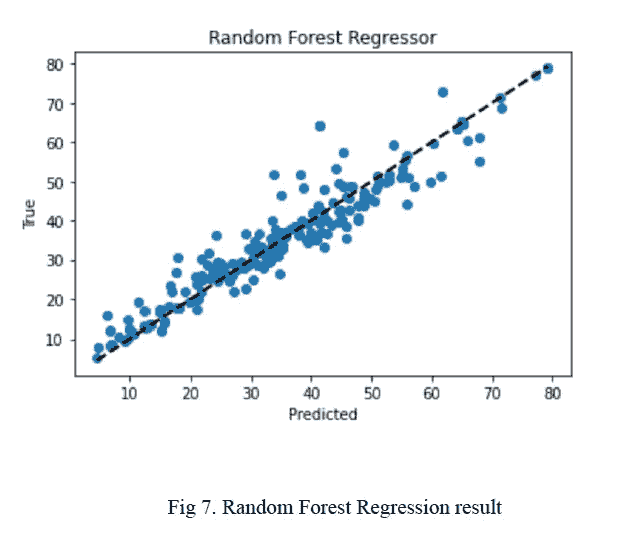 Random Forest Regressor
80
70
60
50
40
30
20
10
True
10 20 30 40 50 60 70 80
Predicted
Fig 7. Random Forest Regression result